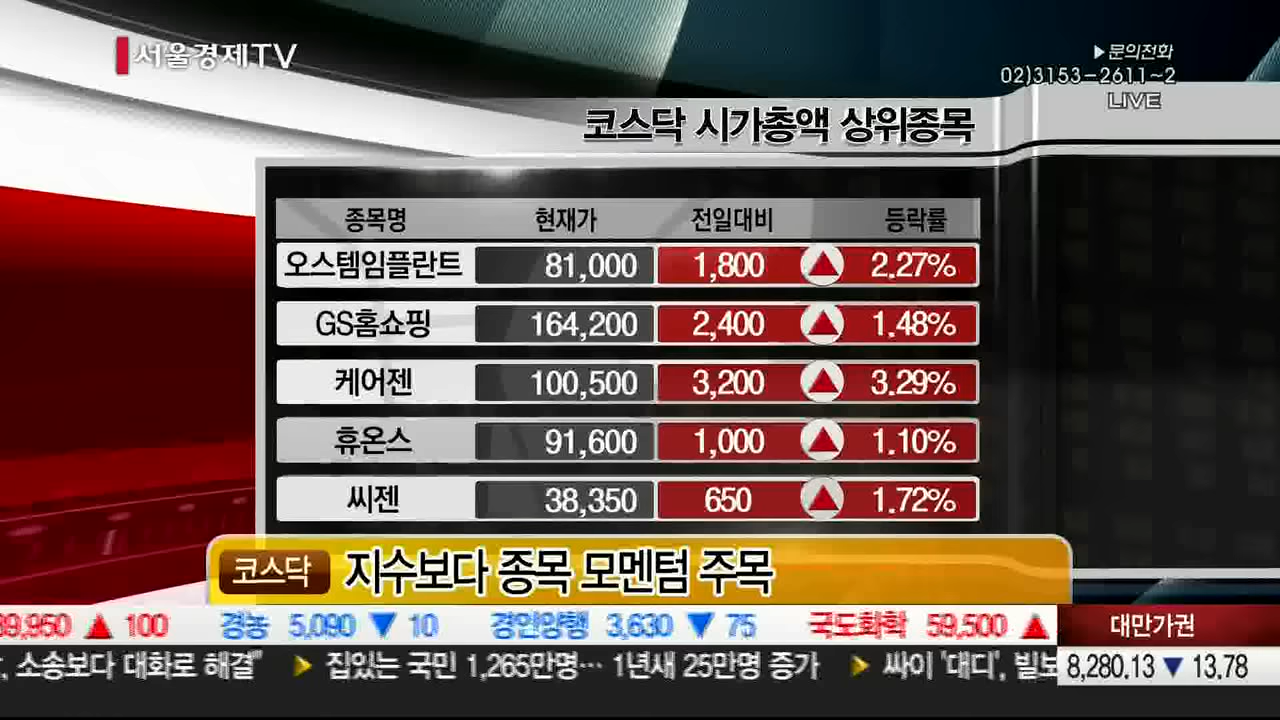 서울경제TV
▶문의전화
02)3153-2611~2
LIVE
코스닥 시가총액 상위종목
종목명 현재가 전일대비 등락률
오스템임플란트 81,000 1,800 ▲ 2.27%
GS홈쇼핑 164,200 2,400 ▲ 1.48%
케어젠 100,500 3,200 ▲ 3.29%
휴온스 91,600 1,000 ▲ 1.10%
씨젠 38,350 650 ▲ 1.72%
코스닥 지수보다 종목 모멘텀 주목
39,950 ▲ 100 경농 5,090 ▼ 10 경인양행 3,630 ▼ 75 국도화학 59,500 ▲ 대만가권
, 소송보다 대화로 해결" ▶ 집있는 국민 1,265만명… 1년새 25만명 증가 ▶ 싸이 '대디', 빌보 8,280.13 ▼ 13.78